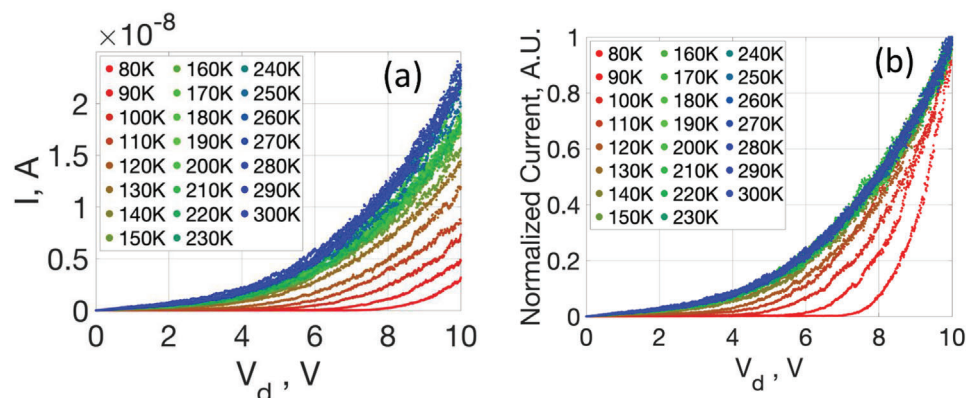 ×10⁻⁸
(a)
I, A
2
1.5
1
0.5
0
80K 160K 240K
90K 170K 250K
100K 180K 260K
110K 190K 270K
120K 200K 280K
130K 210K 290K
140K 220K 300K
150K 230K
0 2 4 6 8 10
V_d , V
(b)
Normalized Current, A.U.
1
0.8
0.6
0.4
0.2
0
80K 160K 240K
90K 170K 250K
100K 180K 260K
110K 190K 270K
120K 200K 280K
130K 210K 290K
140K 220K 300K
150K 230K
0 2 4 6 8 10
V_d , V